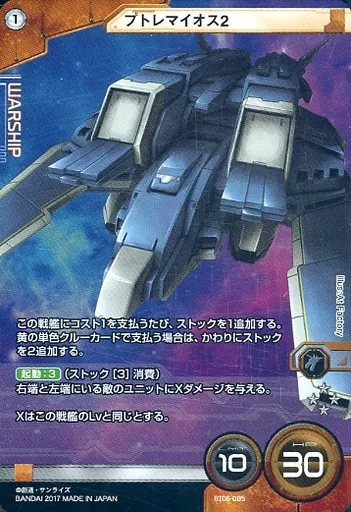 1
プトレマイオス2
WARSHIP
Illust:At Factory
この戦艦にコスト1を支払うたび、ストックを1追加する。
黄の単色クルーカードで支払う場合は、かわりにストック
を2追加する。
起動:3 (ストック [3] 消費)
右端と左端にいる敵のユニットにXダメージを与える。
Xはこの戦艦のLvと同じとする。
10
30
©創通・サンライズ
BANDAI 2017 MADE IN JAPAN
BT06-095